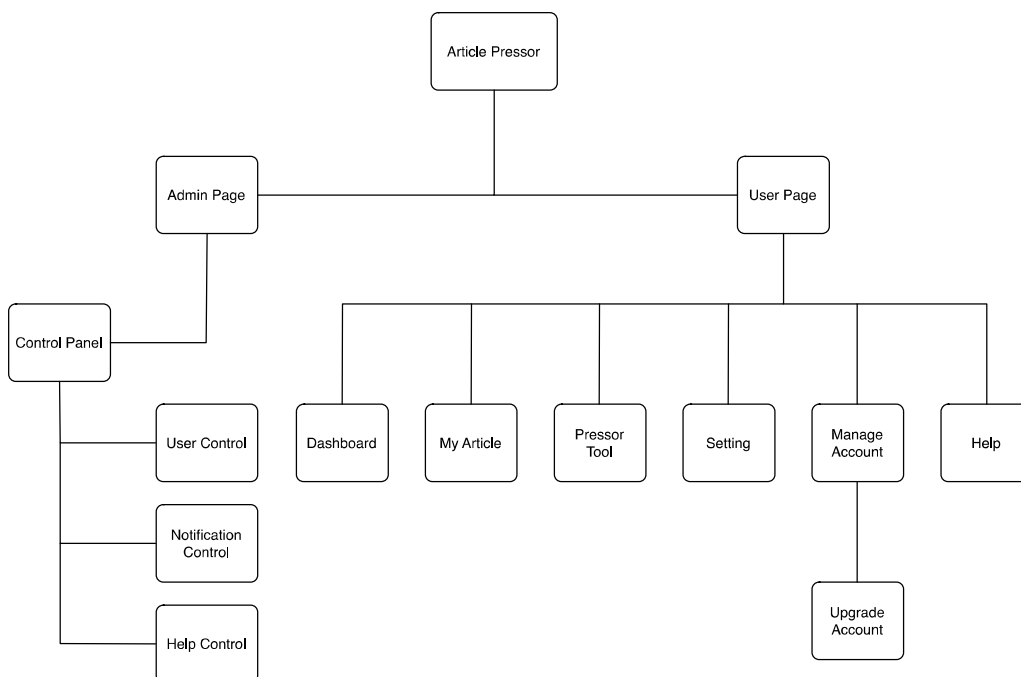 Article Pressor
Admin Page
User Page
Control Panel
User Control
Notification
Control
Help Control
Dashboard
My Article
Pressor
Tool
Setting
Manage
Account
Help
Upgrade
Account